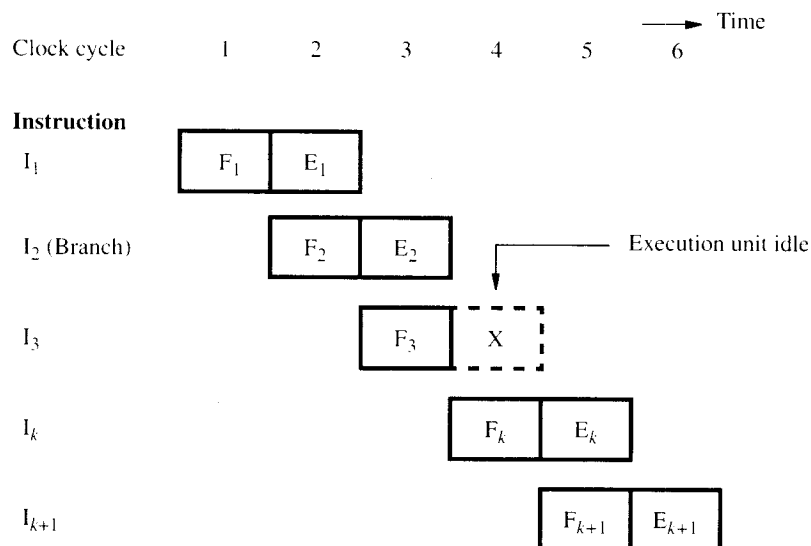 Time
Clock cycle 1 2 3 4 5 6
Instruction
I₁ F₁ E₁
I₂ (Branch) F₂ E₂ Execution unit idle
I₃ F₃ X
Iₖ Fₖ Eₖ
Iₖ₊₁ Fₖ₊₁ Eₖ₊₁